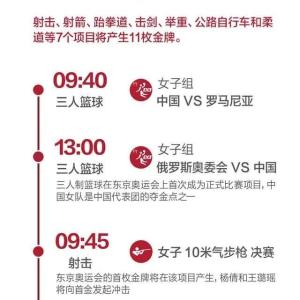 射击、射箭、跆拳道、击剑、举重、公路自行车和柔
道等7个项目将产生11枚金牌。
09:40
三人篮球
女子组
中国 VS 罗马尼亚
13:00
三人篮球
女子组
俄罗斯奥委会 VS 中国
三人制篮球在东京奥运会上首次成为正式比赛项目,中
国女队是中国代表团的夺金点之一
09:45
射击
女子 10米气步枪 决赛
东京奥运会的首枚金牌将在该项目产生,杨倩和王璐瑶
将向首金发起冲击